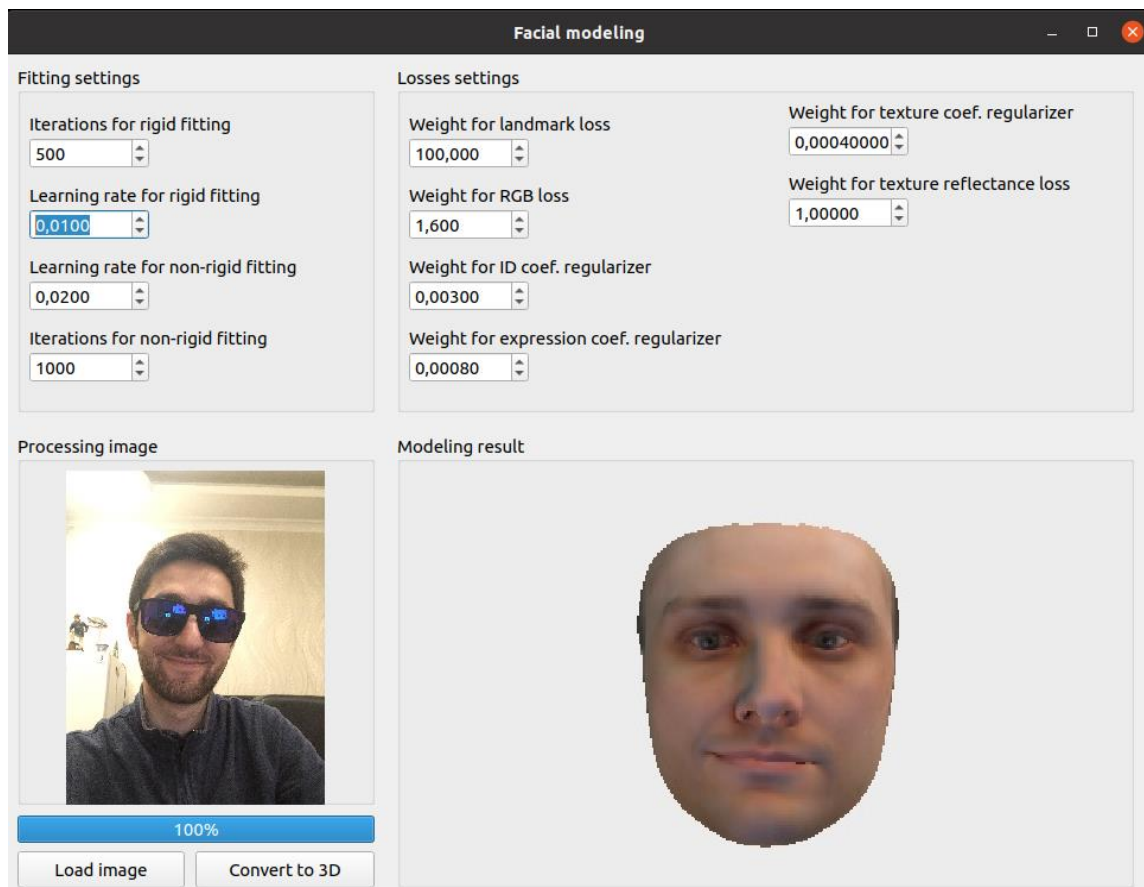 Facial modeling
Fitting settings
Iterations for rigid fitting
500
Learning rate for rigid fitting
0,0100
Learning rate for non-rigid fitting
0,0200
Iterations for non-rigid fitting
1000
Losses settings
Weight for landmark loss
100,000
Weight for RGB loss
1,600
Weight for ID coef. regularizer
0,00300
Weight for expression coef. regularizer
0,00080
Weight for texture coef. regularizer
0,00040000
Weight for texture reflectance loss
1,00000
Processing image
100%
Load image
Convert to 3D
Modeling result